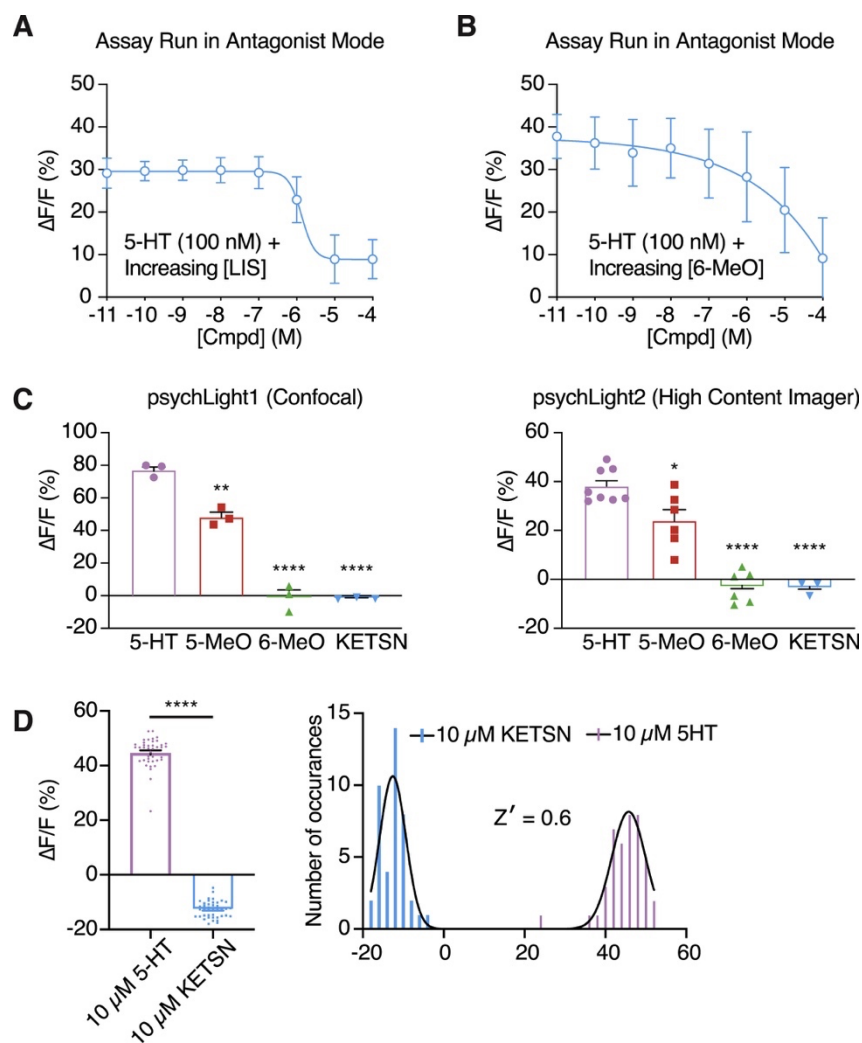 A
Assay Run in Antagonist Mode
50
40
30
20
10
0
ΔF/F (%)
5-HT (100 nM) +
Increasing [LIS]
-11 -10 -9 -8 -7 -6 -5 -4
[Cmpd] (M)
B
Assay Run in Antagonist Mode
50
40
30
20
10
0
ΔF/F (%)
5-HT (100 nM) +
Increasing [6-MeO]
-11 -10 -9 -8 -7 -6 -5 -4
[Cmpd] (M)
C
psychLight1 (Confocal)
100
80
60
40
20
0
-20
ΔF/F (%)
**
**** ****
5-HT 5-MeO 6-MeO KETSN
psychLight2 (High Content Imager)
60
40
20
0
-20
ΔF/F (%)
*
**** ****
5-HT 5-MeO 6-MeO KETSN
D
60
40
20
0
-20
ΔF/F (%)
****
10 µM 5-HT
10 µM KETSN
15
10
5
0
Number of occurances
10 µM KETSN 10 µM 5HT
Z′ = 0.6
-20 0 20 40 60